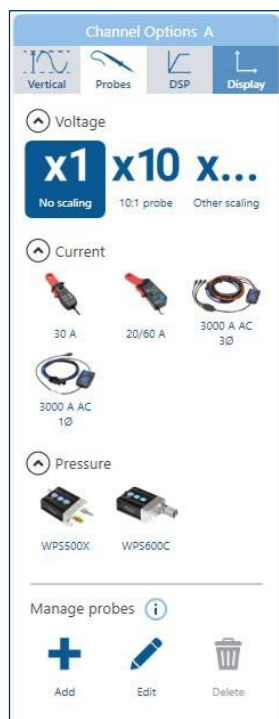 Channel Options A
Vertical Probes DSP Display
Voltage
x1 x10 x...
No scaling 10:1 probe Other scaling
Current
30 A 20/60 A 3000 A AC
3Ø
3000 A AC
1Ø
Pressure
WPS500X WPS600C
Manage probes i
Add Edit Delete